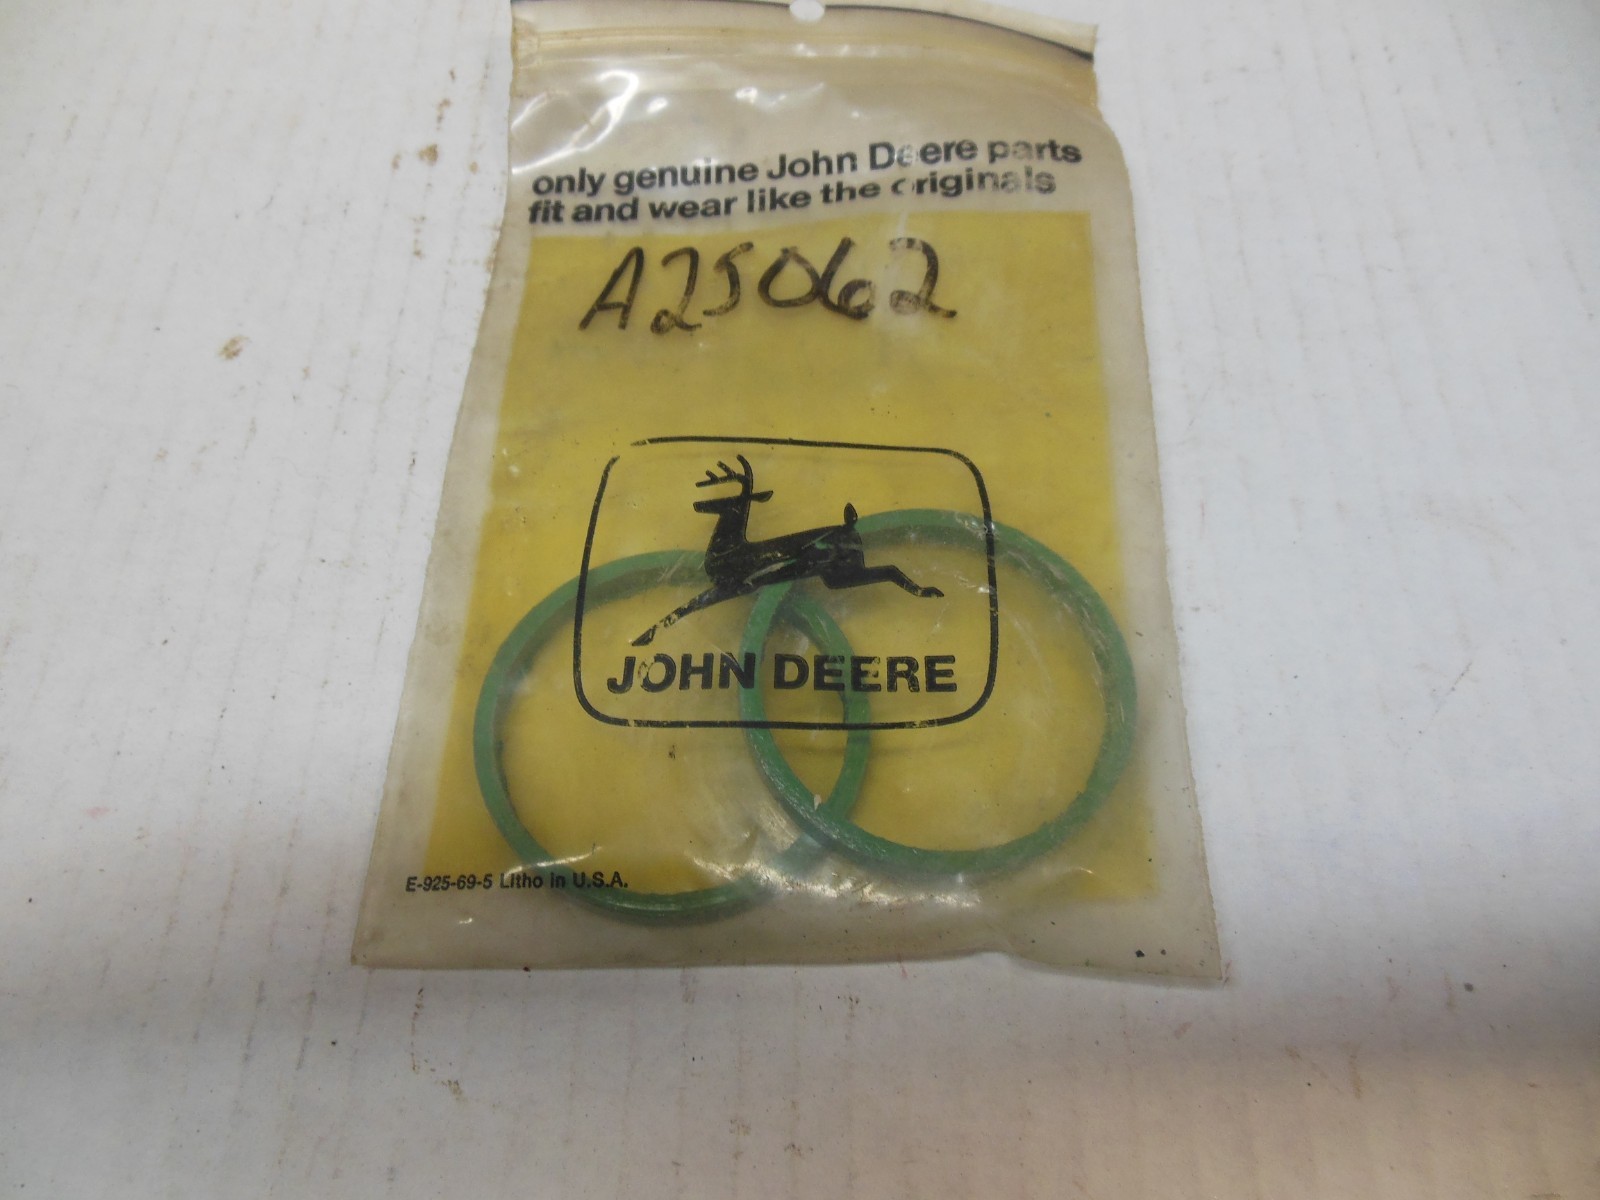 only genuine John Deere parts
fit and wear like the originals
A25062
JOHN DEERE
E-925-69-5 Litho in U.S.A.